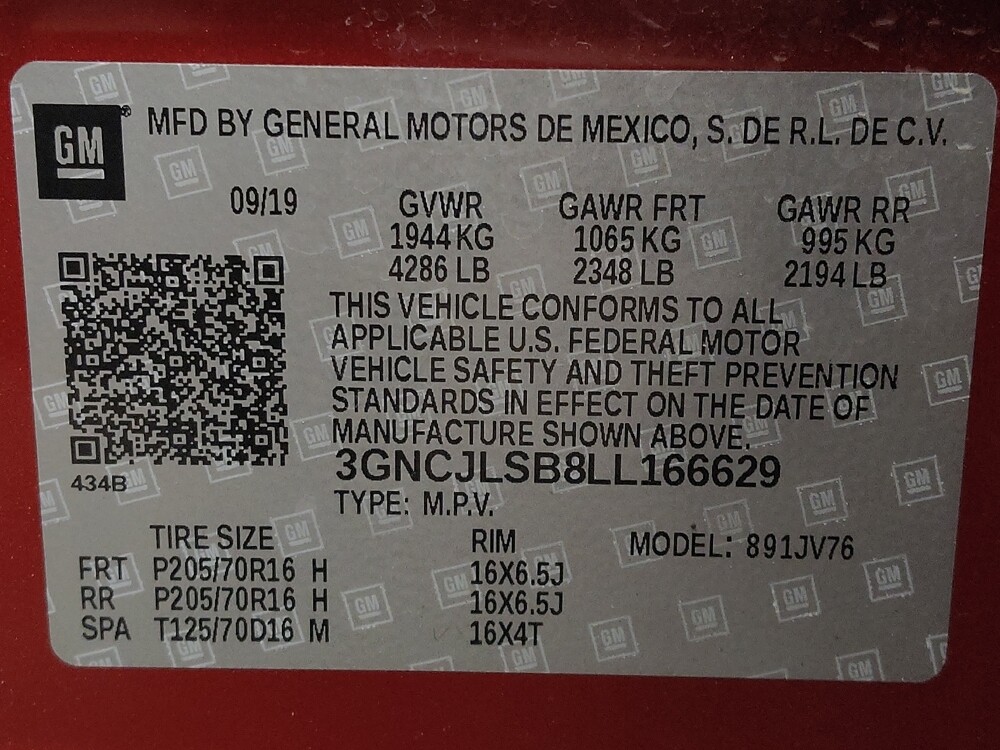 GM ® MFD BY GENERAL MOTORS DE MEXICO, S. DE R.L. DE C.V.
09/19 GVWR GAWR FRT GAWR RR
1944 KG 1065 KG 995 KG
4286 LB 2348 LB 2194 LB
THIS VEHICLE CONFORMS TO ALL
APPLICABLE U.S. FEDERAL MOTOR
VEHICLE SAFETY AND THEFT PREVENTION
STANDARDS IN EFFECT ON THE DATE OF
MANUFACTURE SHOWN ABOVE.
3GNCJLSB8LL166629
434B
TYPE: M.P.V.
TIRE SIZE RIM MODEL: 891JV76
FRT P205/70R16 H 16X6.5J
RR P205/70R16 H 16X6.5J
SPA T125/70D16 M 16X4T